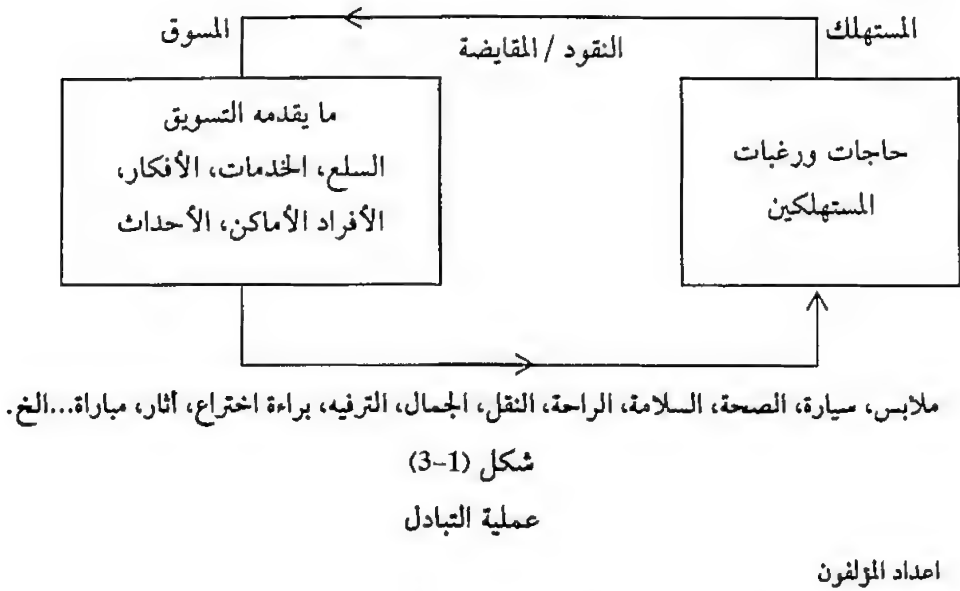 المستهلك
المسوق
النقود / المقايضة
حاجات ورغبات
المستهلكين
ما يقدمه التسويق
السلع، الخدمات، الأفكار،
الأفراد الأماكن، الأحداث
ملابس، سيارة، الصحة، السلامة، الراحة، النقل، الجمال، الترفيه، براءة اختراع، أثار، مباراة...الخ.
شكل (1-3)
عملية التبادل
اعداد المؤلفون